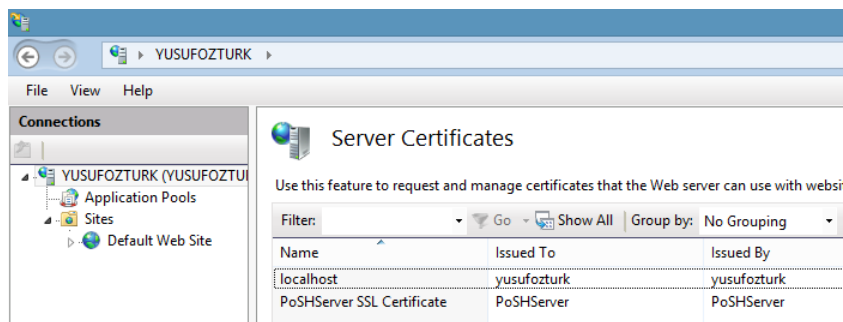 YUSUFOZTURK
File View Help
Connections
YUSUFOZTURK (YUSUFOZTUI
Application Pools
Sites
Default Web Site
Server Certificates
Use this feature to request and manage certificates that the Web server can use with websi
Filter: Go Show All Group by: No Grouping
Name Issued To Issued By
localhost yusufozturk yusufozturk
PoSHServer SSL Certificate PoSHServer PoSHServer